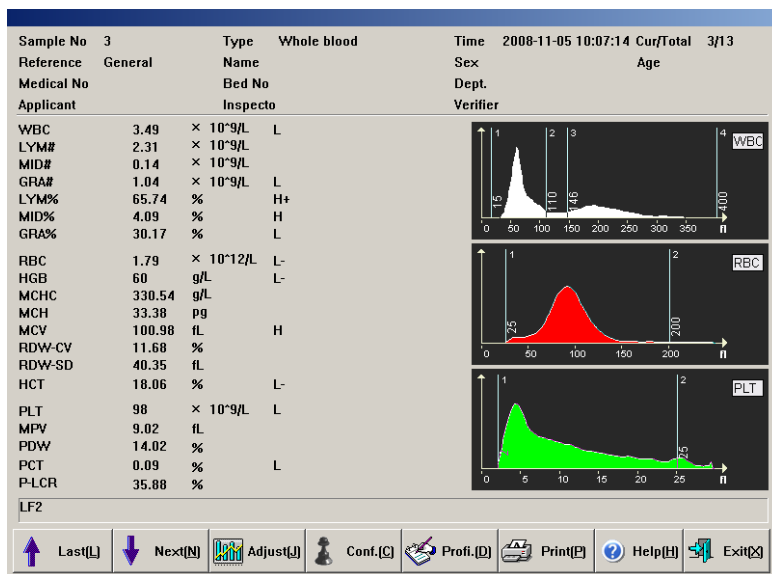 Sample No 3 Type Whole blood Time 2008-11-05 10:07:14 Cur/Total 3/13
Reference General Name Sex Age
Medical No Bed No Dept.
Applicant Inspecto Verifier
WBC 3.49 × 10^9/L L
LYM# 2.31 × 10^9/L
MID# 0.14 × 10^9/L
GRA# 1.04 × 10^9/L L
LYM% 65.74 % H+
MID% 4.09 % H
GRA% 30.17 % L
RBC 1.79 × 10^12/L L-
HGB 60 g/L L-
MCHC 330.54 g/L
MCH 33.38 pg
MCV 100.98 fL H
RDW-CV 11.68 %
RDW-SD 40.35 fL
HCT 18.06 % L-
PLT 98 × 10^9/L L
MPV 9.02 fL
PDW 14.02 %
PCT 0.09 % L
P-LCR 35.88 %
1 2 3 4 WBC
15 110 146 400
0 50 100 150 200 250 300 350 fl
1 2 RBC
25 200
0 50 100 150 200 fl
1 2 PLT
25
0 5 10 15 20 25 fl
LF2
Last(L) Next(N) Adjust(J) Conf.(C) Profi.(D) Print(P) Help(H) Exit(X)